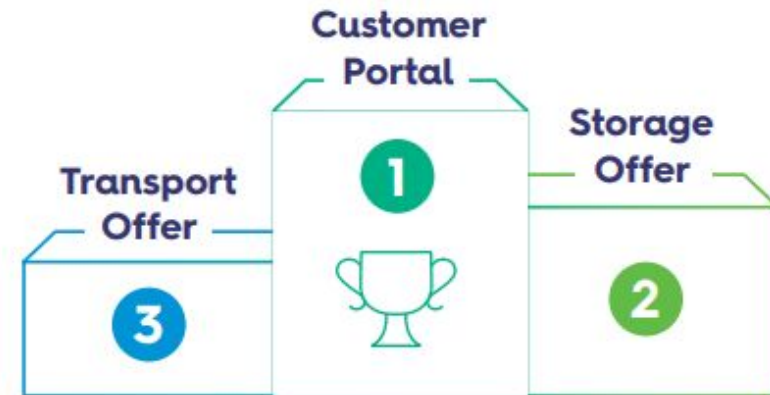 Customer
Portal
1
Storage
Offer
2
Transport
Offer
3